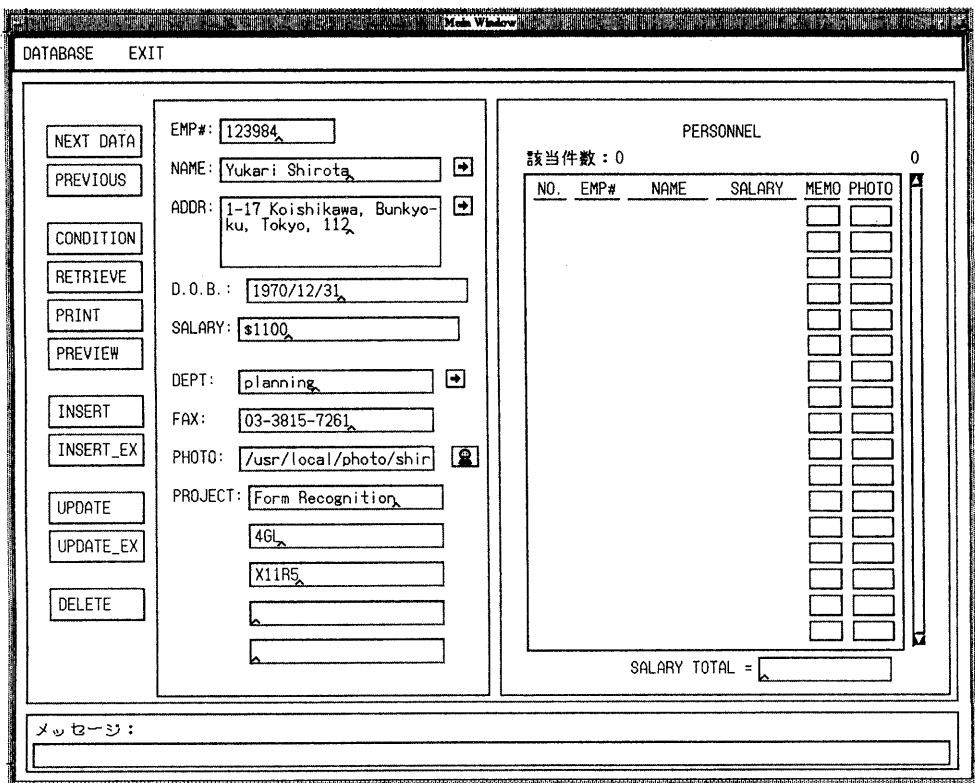 Main Window
DATABASE EXIT
NEXT DATA
PREVIOUS
CONDITION
RETRIEVE
PRINT
PREVIEW
INSERT
INSERT_EX
UPDATE
UPDATE_EX
DELETE
EMP#: 123984
NAME: Yukari Shirota
ADDR: 1-17 Koishikawa, Bunkyo-
ku, Tokyo, 112
D.O.B.: 1970/12/31
SALARY: $1100
DEPT: planning
FAX: 03-3815-7261
PHOTO: /usr/local/photo/shir
PROJECT: Form Recognition
4GL
X11R5
PERSONNEL
該当件数:0 0
NO. EMP# NAME SALARY MEMO PHOTO
SALARY TOTAL =
メッセージ: